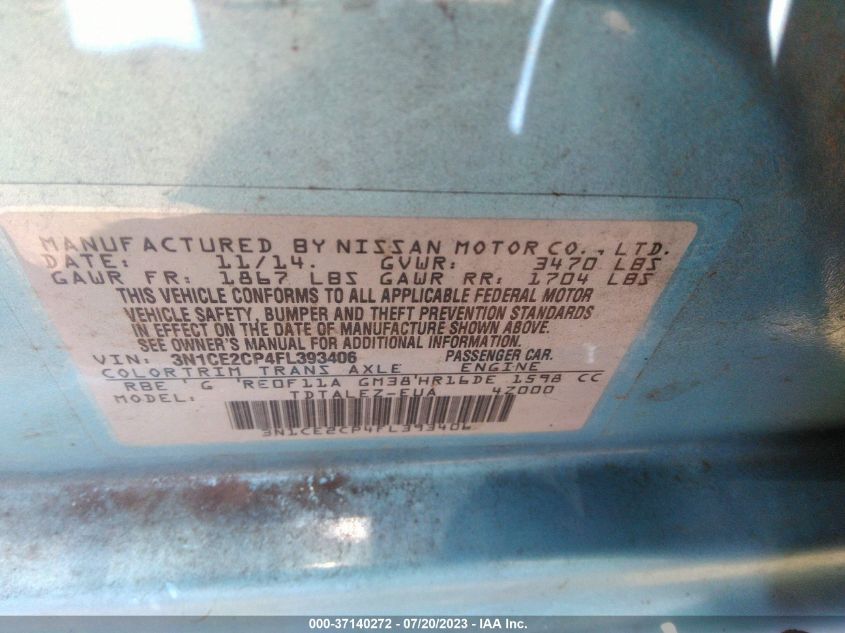 MANUFACTURED BY NISSAN MOTOR CO., LTD.
DATE: 11/14. GVWR: 3470 LBS
GAWR FR: 1867 LBS GAWR RR: 1704 LBS
THIS VEHICLE CONFORMS TO ALL APPLICABLE FEDERAL MOTOR
VEHICLE SAFETY, BUMPER AND THEFT PREVENTION STANDARDS
IN EFFECT ON THE DATE OF MANUFACTURE SHOWN ABOVE.
SEE OWNER'S MANUAL FOR ADDITIONAL INFORMATION.
VIN: 3N1CE2CP4FL393406 PASSENGER CAR.
COLORTRIM TRANS AXLE ENGINE
RBE ' G 'RE0F11A GM38'HR16DE 1598 CC
MODEL: TDTALEZ-EUA 4Z000
3N1CE2CP4FL393406
000-37140272 - 07/20/2023 - © IAA Inc.